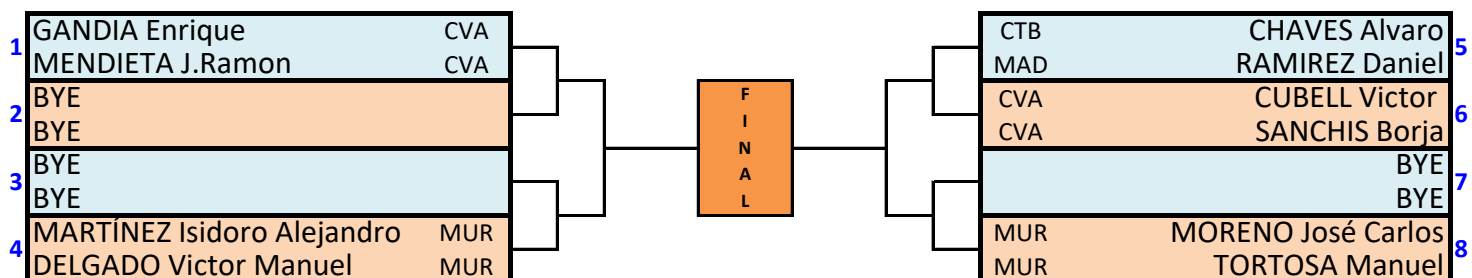 1 GANDIA Enrique CVA
MENDIETA J.Ramon CVA
2 BYE
BYE
3 BYE
BYE
4 MARTÍNEZ Isidoro Alejandro MUR
DELGADO Victor Manuel MUR
F
I
N
A
L
CTB CHAVES Alvaro 5
MAD RAMIREZ Daniel
CVA CUBELL Victor 6
CVA SANCHIS Borja
BYE 7
BYE
MUR MORENO José Carlos 8
MUR TORTOSA Manuel